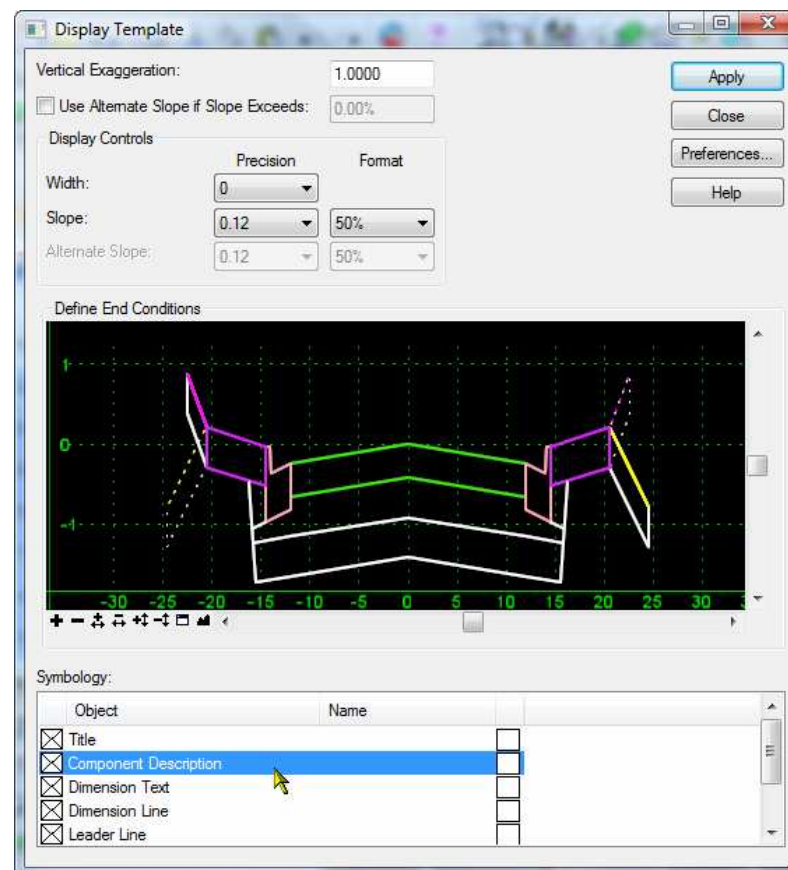 Display Template
Vertical Exaggeration: 1.0000 Apply
Use Alternate Slope if Slope Exceeds: 0.00% Close
Display Controls Preferences...
Precision Format
Width: 0 Help
Slope: 0.12 50%
Alternate Slope: 0.12 50%
Define End Conditions
1
0
-1
-30 -25 -20 -15 -10 -5 0 5 10 15 20 25 30
Symbology:
Object Name
Title
Component Description
Dimension Text
Dimension Line
Leader Line